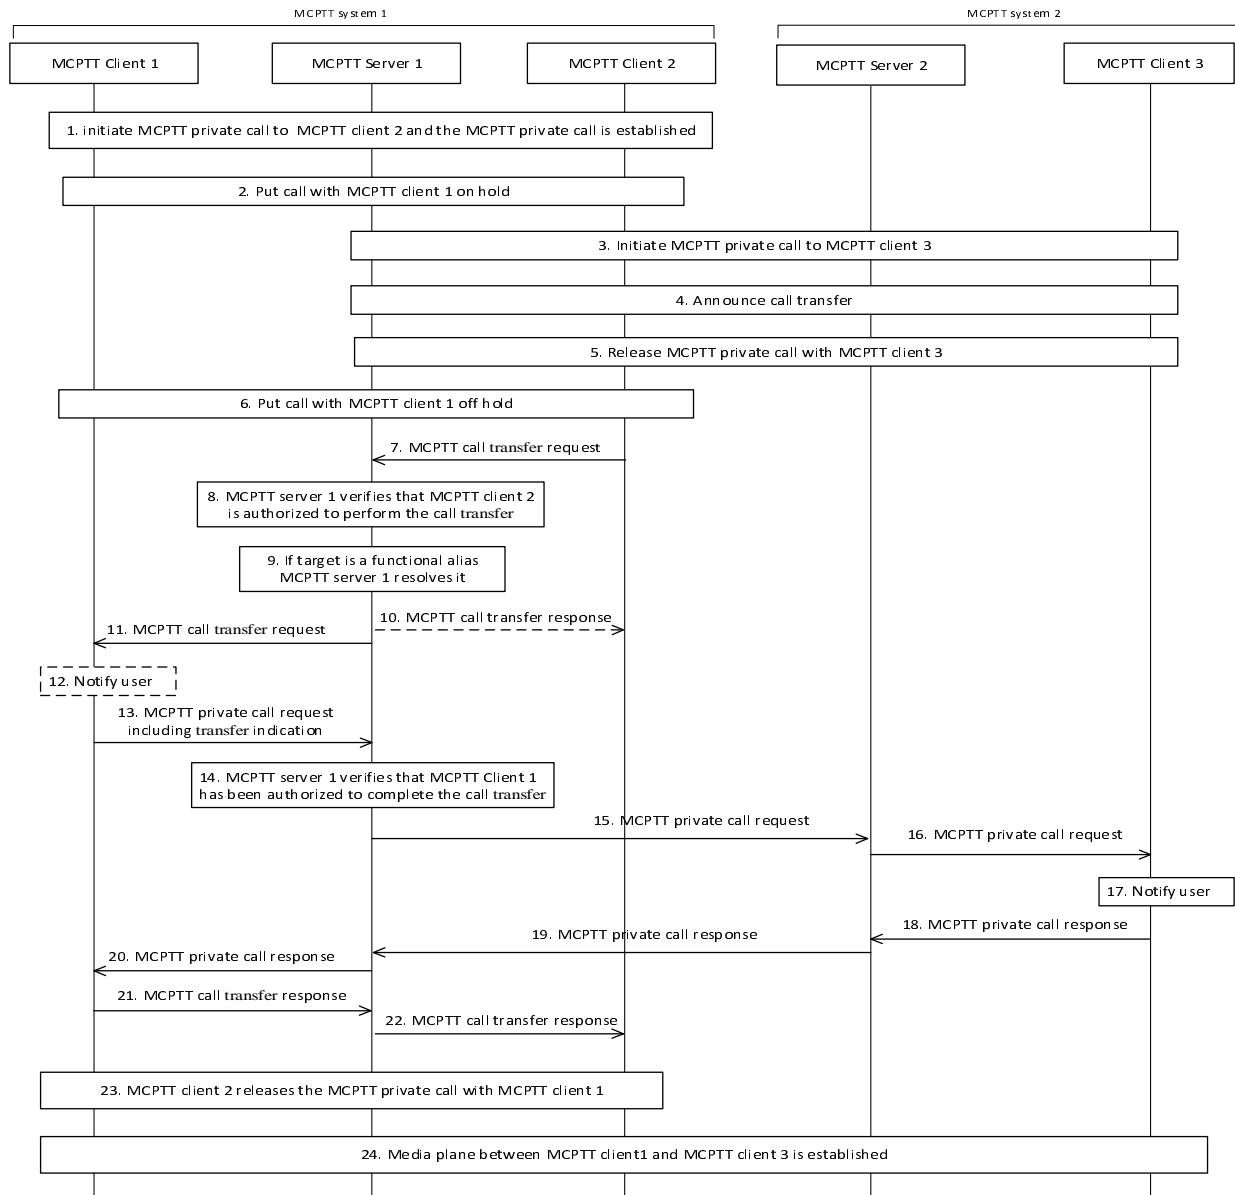 MCPTT system 1
MCPTT system 2
MCPTT Client 1
MCPTT Server 1
MCPTT Client 2
MCPTT Server 2
MCPTT Client 3
1. initiate MCPTT private call to MCPTT client 2 and the MCPTT private call is established
2. Put call with MCPTT client 1 on hold
3. Initiate MCPTT private call to MCPTT client 3
4. Announce call transfer
5. Release MCPTT private call with MCPTT client 3
6. Put call with MCPTT client 1 off hold
7. MCPTT call transfer request
8. MCPTT server 1 verifies that MCPTT client 2
is authorized to perform the call transfer
9. If target is a functional alias
MCPTT server 1 resolves it
10. MCPTT call transfer response
11. MCPTT call transfer request
12. Notify user
13. MCPTT private call request
including transfer indication
14. MCPTT server 1 verifies that MCPTT Client 1
has been authorized to complete the call transfer
15. MCPTT private call request
16. MCPTT private call request
17. Notify user
18. MCPTT private call response
19. MCPTT private call response
20. MCPTT private call response
21. MCPTT call transfer response
22. MCPTT call transfer response
23. MCPTT client 2 releases the MCPTT private call with MCPTT client 1
24. Media plane between MCPTT client1 and MCPTT client 3 is established